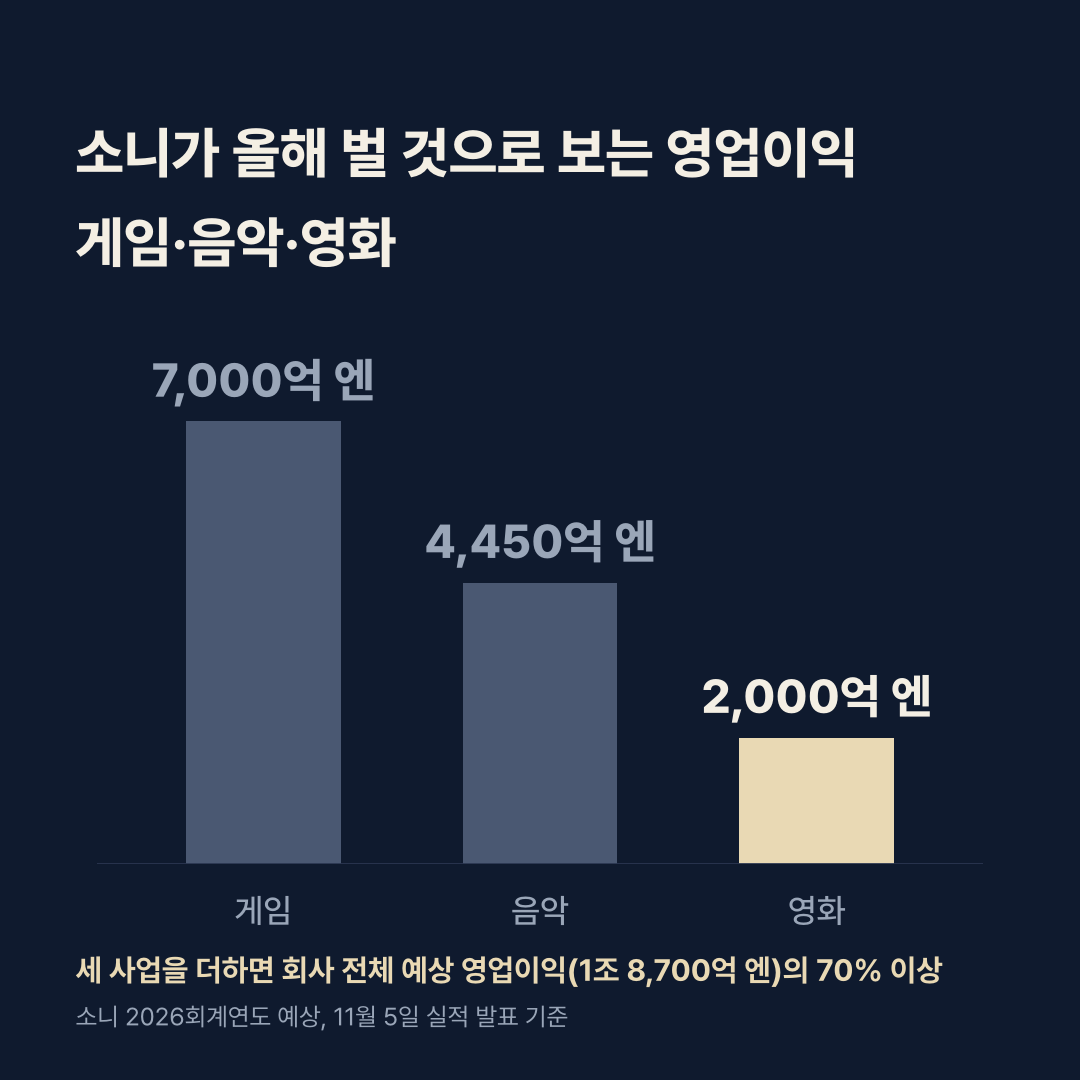 소니가 올해 벌 것으로 보는 영업이익
게임·음악·영화
7,000억 엔
4,450억 엔
2,000억 엔
게임
음악
영화
세 사업을 더하면 회사 전체 예상 영업이익(1조 8,700억 엔)의 70% 이상
소니 2026회계연도 예상, 11월 5일 실적 발표 기준